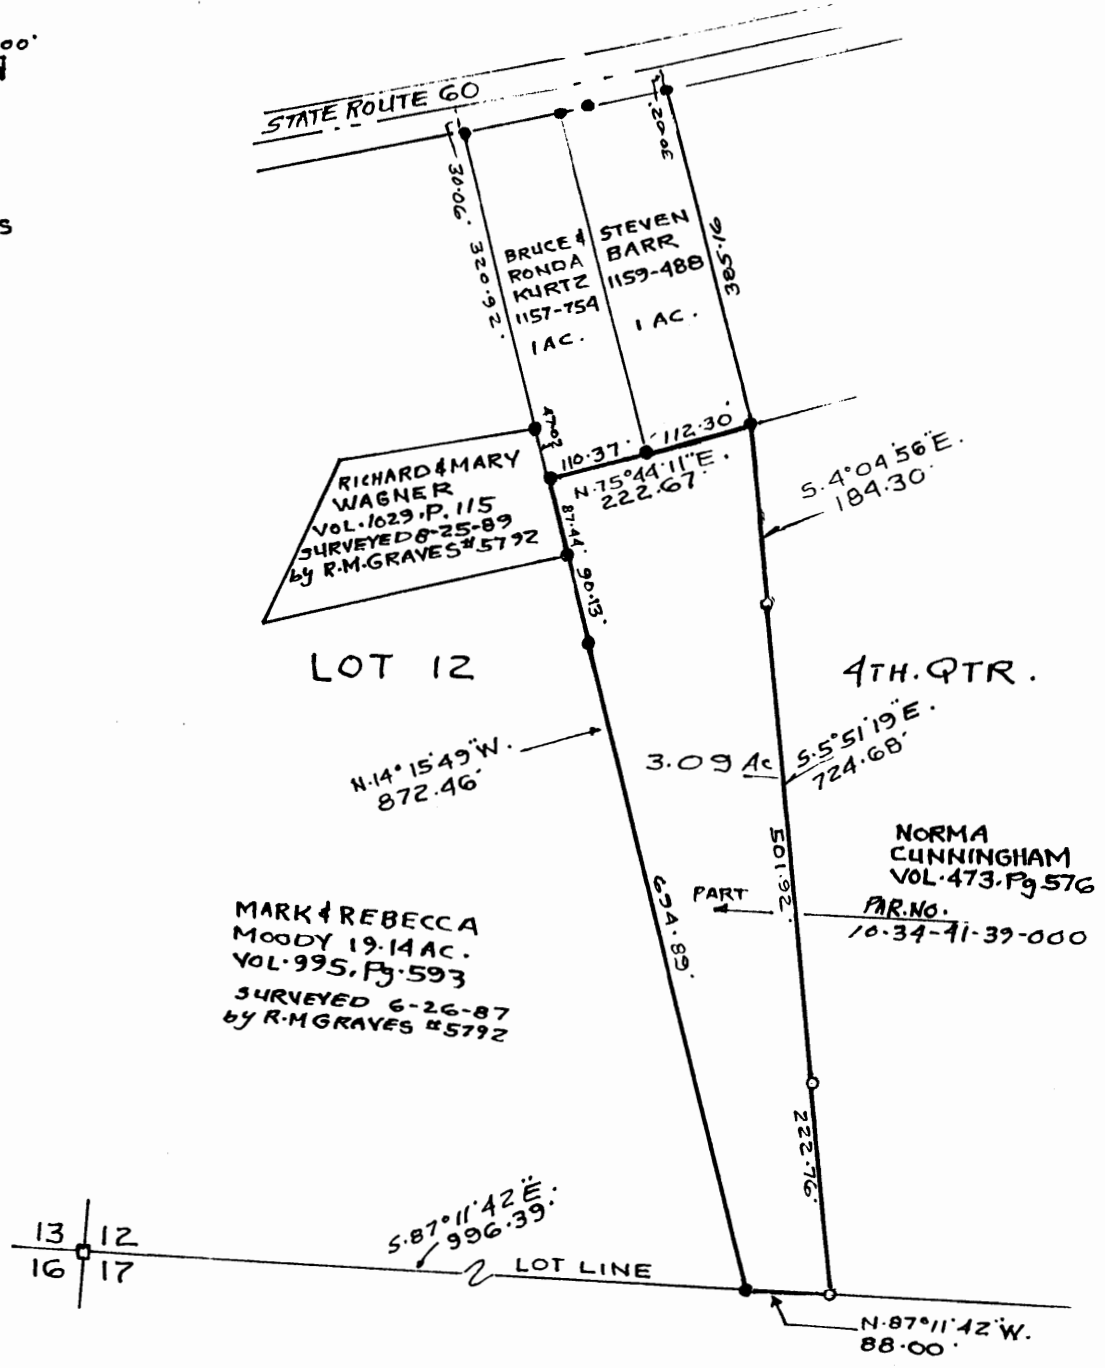 00'
S
STATE ROUTE 60
30.06'
320.92'
30.02'
385.16
BRUCE &
RONDA
KURTZ
1157-754
1 AC.
STEVEN
BARR
1159-488
1 AC.
47.02
110.37'
112.30'
N.75°44'11"E.
222.67'
S.4°04'56"E.
184.30'
RICHARD & MARY
WAGNER
VOL.1029, P.115
SURVEYED 8-25-89
by R.M.GRAVES #5792
87.44'
90.13'
LOT 12
4TH. QTR.
N.14°15'49"W.
872.46'
3.09 Ac
S.5°51'19"E.
724.68'
501.92'
694.89'
PART
NORMA
CUNNINGHAM
VOL.473, Pg 576
PAR.NO.
10-34-41-39-000
MARK & REBECCA
MOODY 19.14 AC.
VOL.995, Pg.593
SURVEYED 6-26-87
by R.M GRAVES #5792
222.76'
S.87°11'42"E.
996.39'
13 12
16 17
LOT LINE
N.87°11'42"W.
88.00'